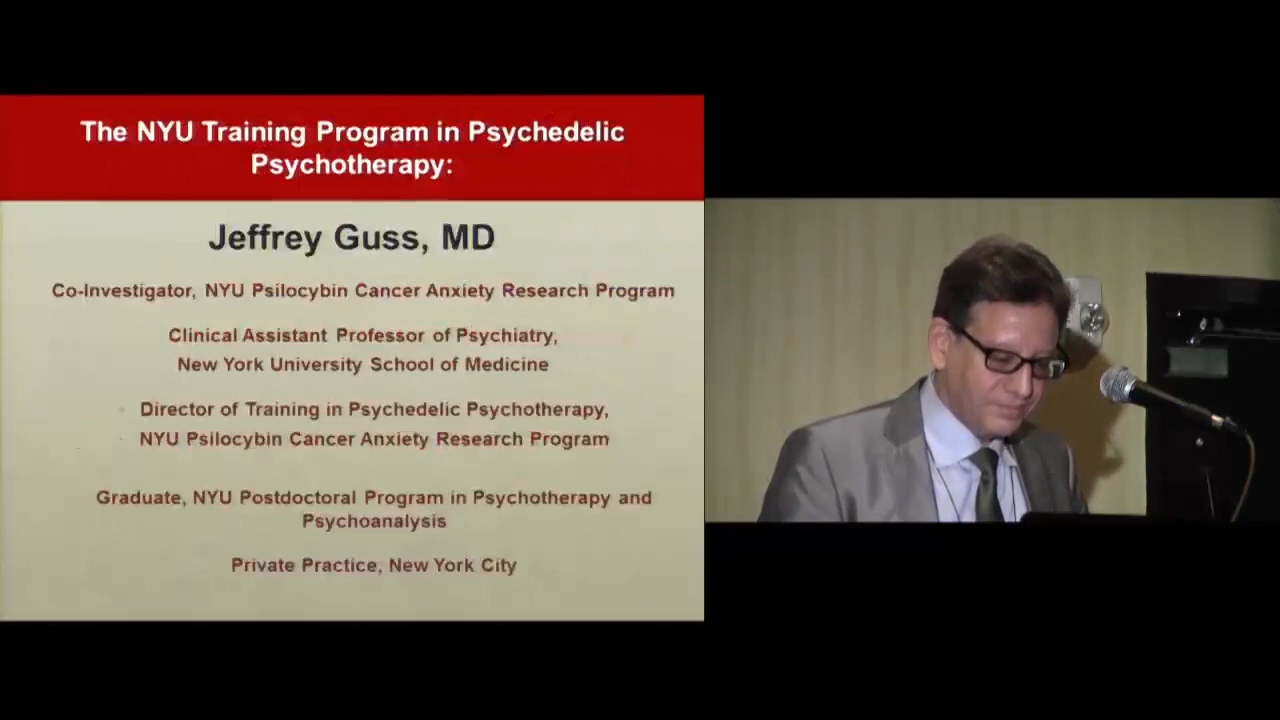 The NYU Training Program in Psychedelic
Psychotherapy:
Jeffrey Guss, MD
Co-Investigator, NYU Psilocybin Cancer Anxiety Research Program
Clinical Assistant Professor of Psychiatry,
New York University School of Medicine
Director of Training in Psychedelic Psychotherapy,
NYU Psilocybin Cancer Anxiety Research Program
Graduate, NYU Postdoctoral Program in Psychotherapy and
Psychoanalysis
Private Practice, New York City